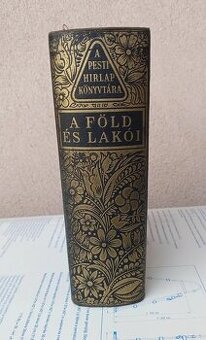 A
PESTI
HIRLAP
KÖNYVTÁRA
A FÖLD
ÉS LAKÓI